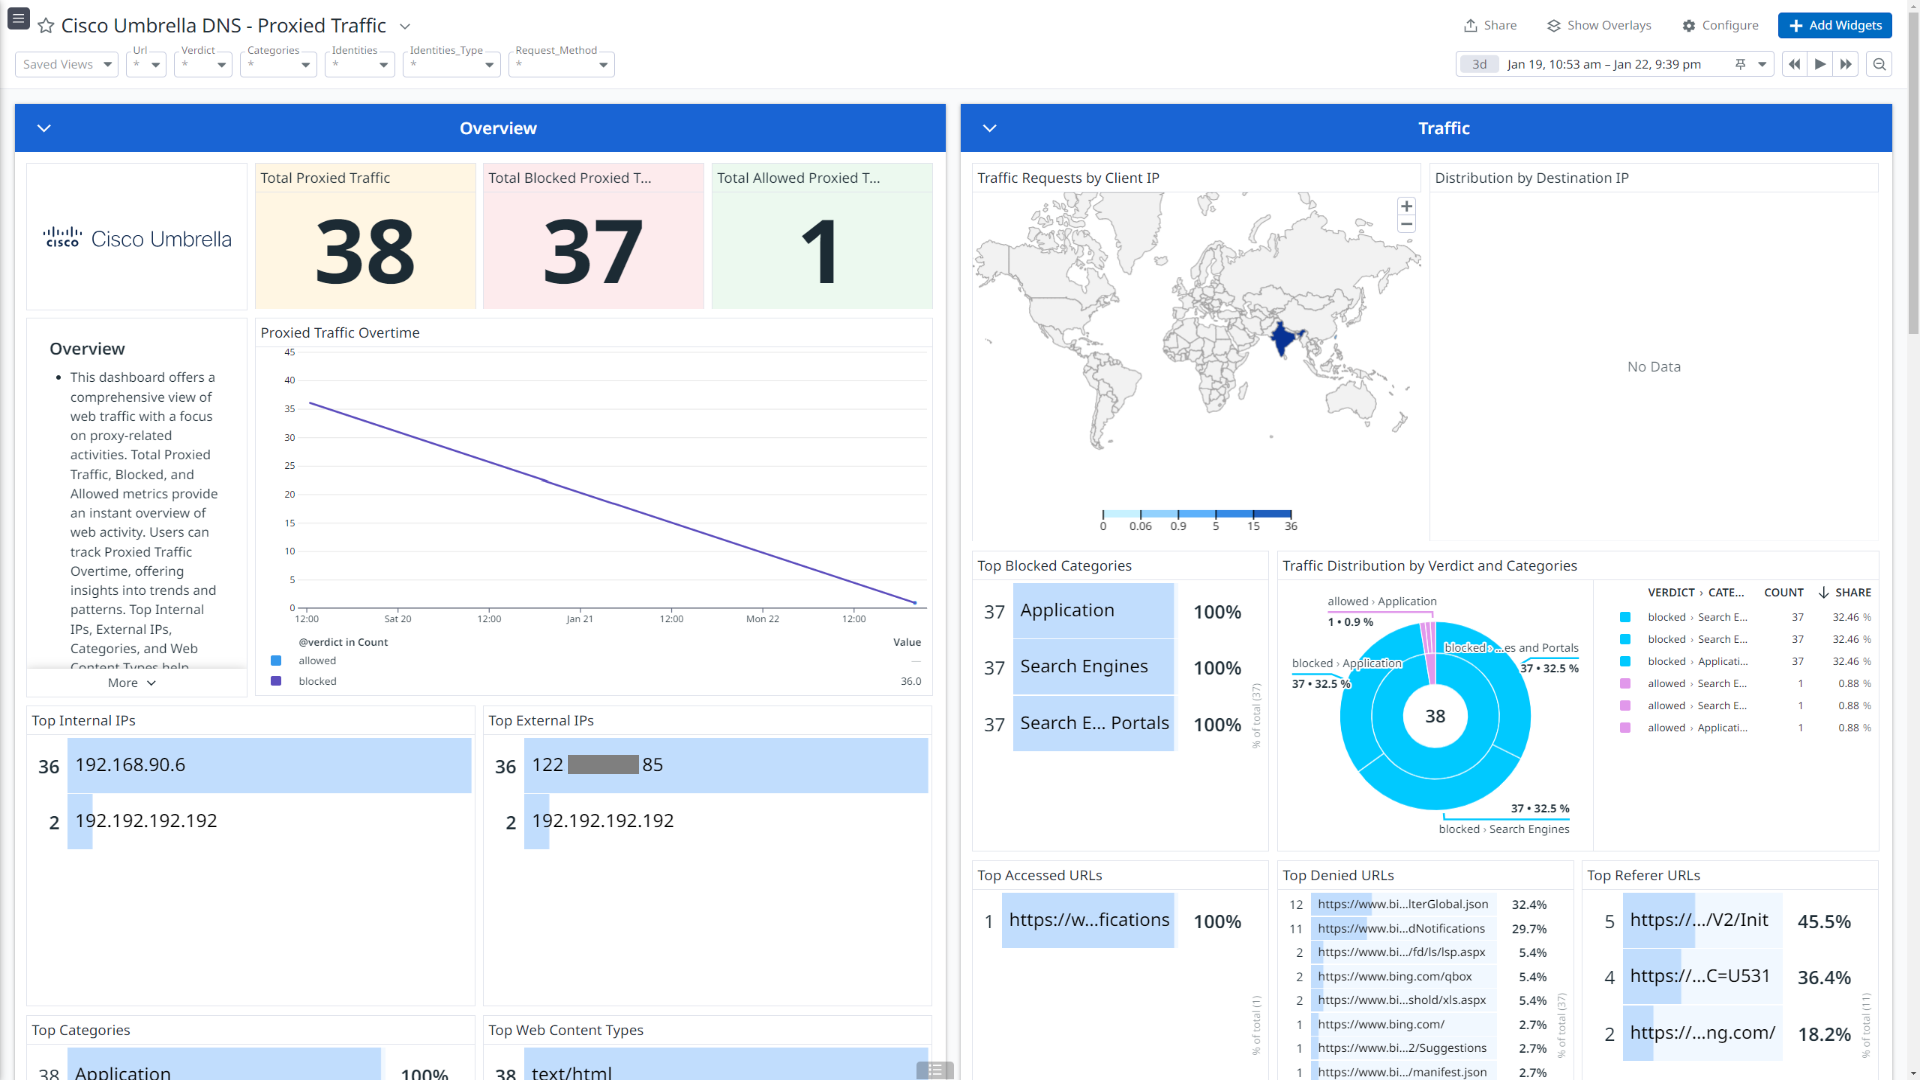 Cisco Umbrella DNS - Proxied Traffic
Share
Show Overlays
Configure
Add Widgets
Saved Views
Url
*
Verdict
*
Categories
*
Identities
*
Identities_Type
*
Request_Method
*
3d
Jan 19, 10:53 am – Jan 22, 9:39 pm
Overview
cisco
Cisco Umbrella
Total Proxied Traffic
38
Total Blocked Proxied T...
37
Total Allowed Proxied T...
1
Overview
• This dashboard offers a
comprehensive view of
web traffic with a focus
on proxy-related
activities. Total Proxied
Traffic, Blocked, and
Allowed metrics provide
an instant overview of
web activity. Users can
track Proxied Traffic
Overtime, offering
insights into trends and
patterns. Top Internal
IPs, External IPs,
Categories, and Web
Content Types help
More
Proxied Traffic Overtime
45
40
35
30
25
20
15
10
5
0
12:00
Sat 20
12:00
Jan 21
12:00
Mon 22
12:00
@verdict in Count
Value
allowed
—
blocked
36.0
Top Internal IPs
36 192.168.90.6
2 192.192.192.192
Top External IPs
36 122 85
2 192.192.192.192
Top Categories
38 Application 100%
Top Web Content Types
38 text/html
Traffic
Traffic Requests by Client IP
+
−
0
0.06
0.9
5
15
36
Distribution by Destination IP
No Data
Top Blocked Categories
37 Application 100%
37 Search Engines 100%
37 Search E... Portals 100%
% of total (37)
Traffic Distribution by Verdict and Categories
allowed › Application
1 • 0.9 %
blocked › ...es and Portals
37 • 32.5 %
blocked › Application
37 • 32.5 %
38
37 • 32.5 %
blocked › Search Engines
VERDICT › CATE... COUNT SHARE
blocked › Search E... 37 32.46 %
blocked › Search E... 37 32.46 %
blocked › Applicati... 37 32.46 %
allowed › Search E... 1 0.88 %
allowed › Search E... 1 0.88 %
allowed › Applicati... 1 0.88 %
Top Accessed URLs
1 https://w...fications 100%
% of total (1)
Top Denied URLs
12 https://www.bi...lterGlobal.json 32.4%
11 https://www.bi...dNotifications 29.7%
2 https://www.bi.../fd/ls/lsp.aspx 5.4%
2 https://www.bing.com/qbox 5.4%
2 https://www.bi...shold/xls.aspx 5.4%
1 https://www.bing.com/ 2.7%
1 https://www.bi...2/Suggestions 2.7%
1 https://www.bi.../manifest.json 2.7%
% of total (37)
Top Referer URLs
5 https://.../V2/Init 45.5%
4 https://...C=U531 36.4%
2 https://...ng.com/ 18.2%
% of total (11)